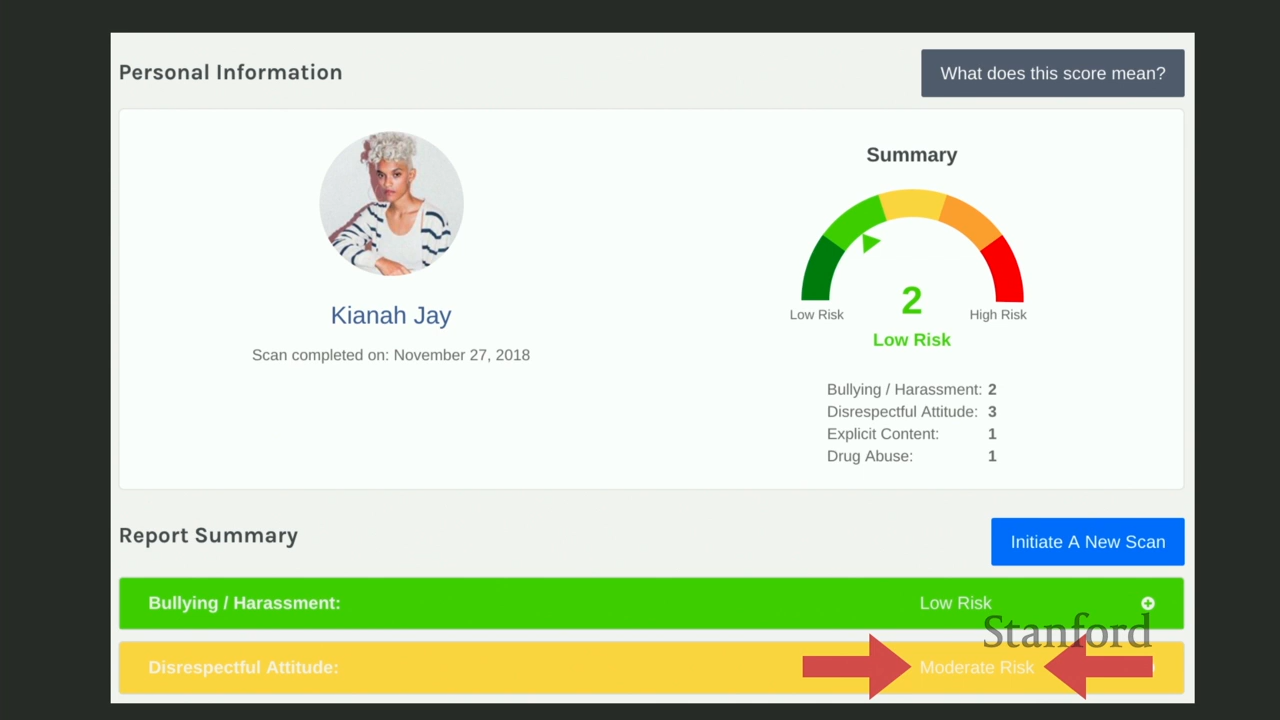 Personal Information
What does this score mean?
Summary
Low Risk
High Risk
2
Low Risk
Kianah Jay
Scan completed on: November 27, 2018
Bullying / Harassment: 2
Disrespectful Attitude: 3
Explicit Content: 1
Drug Abuse: 1
Report Summary
Initiate A New Scan
Bullying / Harassment: Low Risk
Stanford
Disrespectful Attitude: Moderate Risk